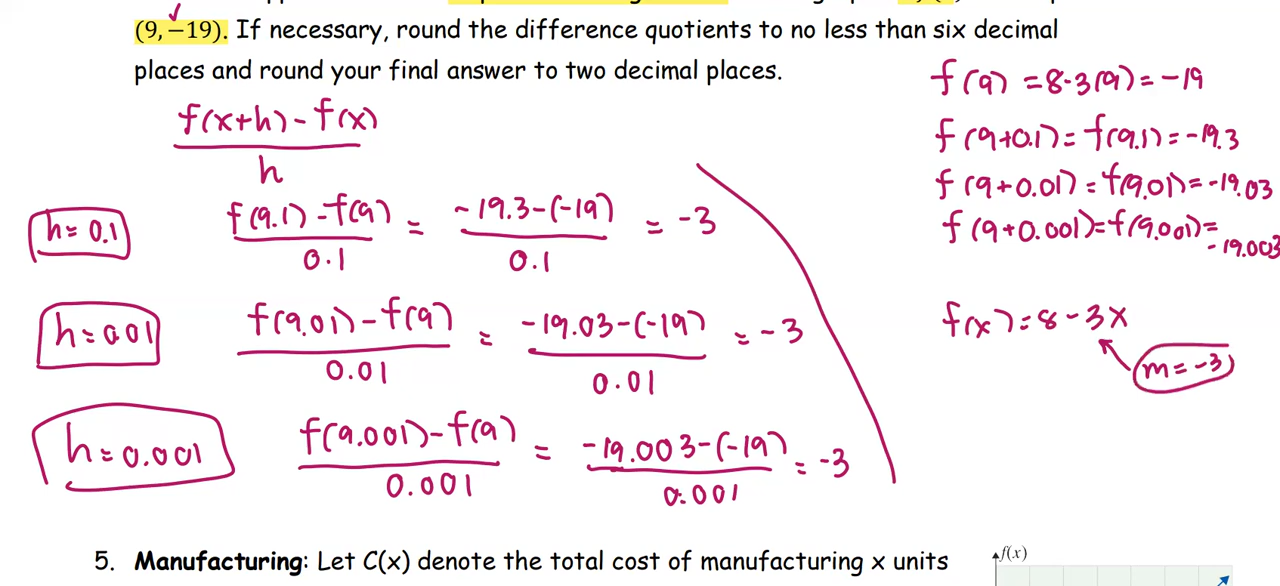 (9, −19). If necessary, round the difference quotients to no less than six decimal
places and round your final answer to two decimal places.
f(x+h) - f(x)
h
h = 0.1
f(9.1) - f(9) = -19.3-(-19) = -3
0.1 0.1
h = 0.01
f(9.01) - f(9) = -19.03-(-19) = -3
0.01 0.01
h = 0.001
f(9.001) - f(9) = -19.003-(-19) = -3
0.001 0.001
f(9) = 8-3(9) = -19
f(9+0.1) = f(9.1) = -19.3
f(9+0.01) = f(9.01) = -19.03
f(9+0.001) = f(9.001) =
-19.003
f(x) = 8 - 3x
m = -3
5. Manufacturing: Let C(x) denote the total cost of manufacturing x units
f(x)